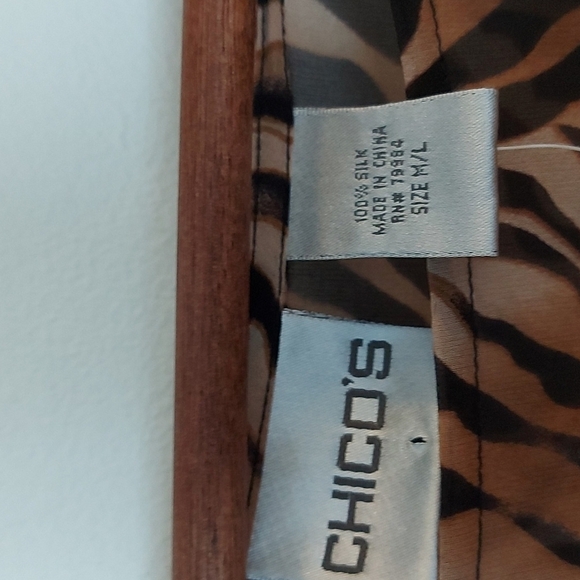 100% SILK
MADE IN CHINA
RN# 79984
SIZE M/L
CHICO'S